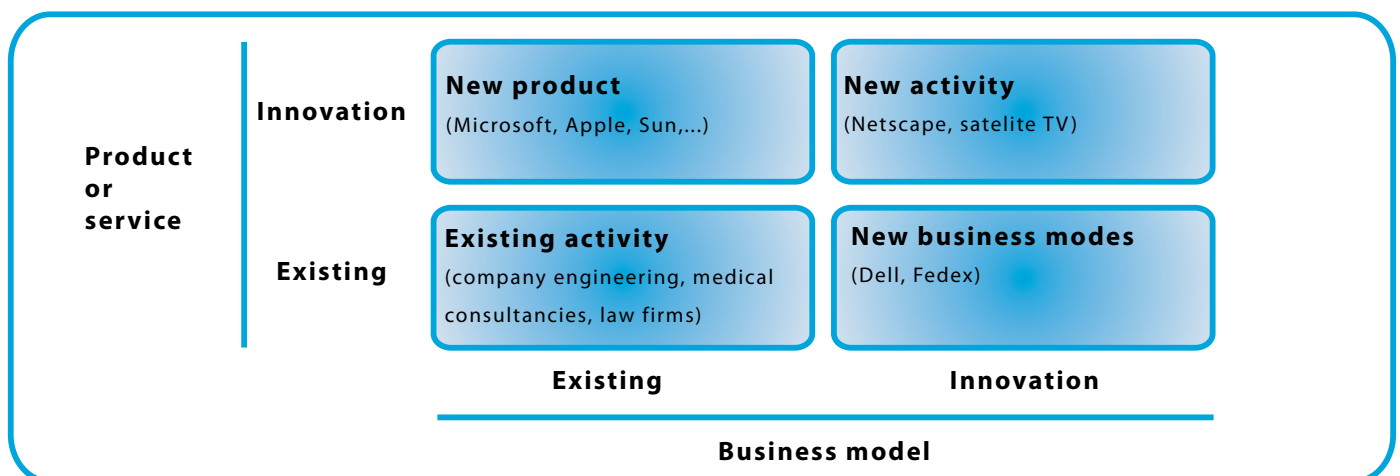 Product
or
service
Innovation
New product
(Microsoft, Apple, Sun,...)
New activity
(Netscape, satelite TV)
Existing
Existing activity
(company engineering, medical
consultancies, law firms)
New business modes
(Dell, Fedex)
Existing
Innovation
Business model